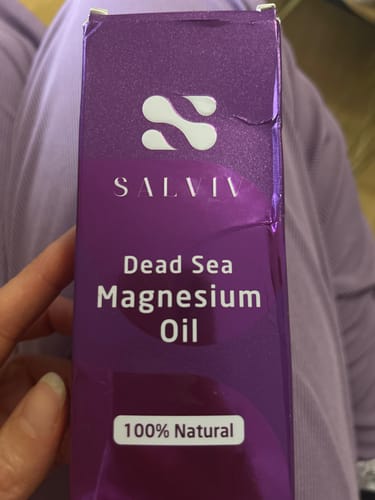 SALVIV
Dead Sea
Magnesium
Oil
100% Natural